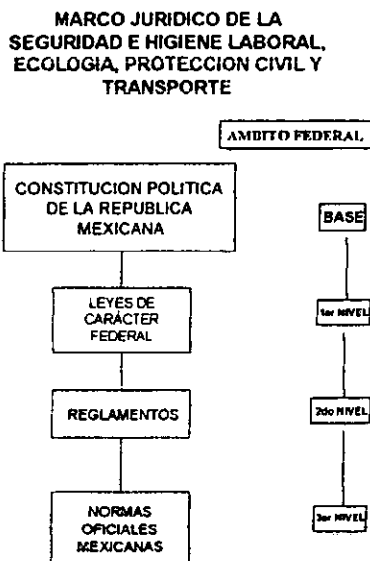 MARCO JURIDICO DE LA
SEGURIDAD E HIGIENE LABORAL,
ECOLOGIA, PROTECCION CIVIL Y
TRANSPORTE
AMBITO FEDERAL
CONSTITUCION POLITICA
DE LA REPUBLICA
MEXICANA
BASE
LEYES DE
CARÁCTER
FEDERAL
1er NIVEL
REGLAMENTOS
2do NIVEL
NORMAS
OFICIALES
MEXICANAS
3er NIVEL